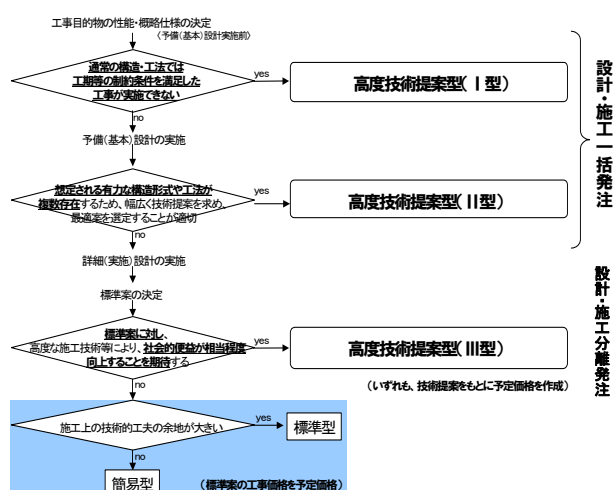 工事目的物の性能・概略仕様の決定
〈予備(基本)設計実施前〉
通常の構造・工法では
工期等の制約条件を満足した
工事が実施できない
yes
高度技術提案型(Ⅰ型)
no
予備(基本)設計の実施
想定される有力な構造形式や工法が
複数存在するため、幅広く技術提案を求め、
最適案を選定することが適切
yes
高度技術提案型(II型)
no
設計・施工一括発注
詳細(実施)設計の実施
標準案の決定
標準案に対し、
高度な施工技術等により、社会的便益が相当程度
向上することを期待する
yes
高度技術提案型(III型)
no
(いずれも、技術提案をもとに予定価格を作成)
設計・施工分離発注
施工上の技術的工夫の余地が大きい
yes
標準型
no
簡易型
(標準案の工事価格を予定価格)